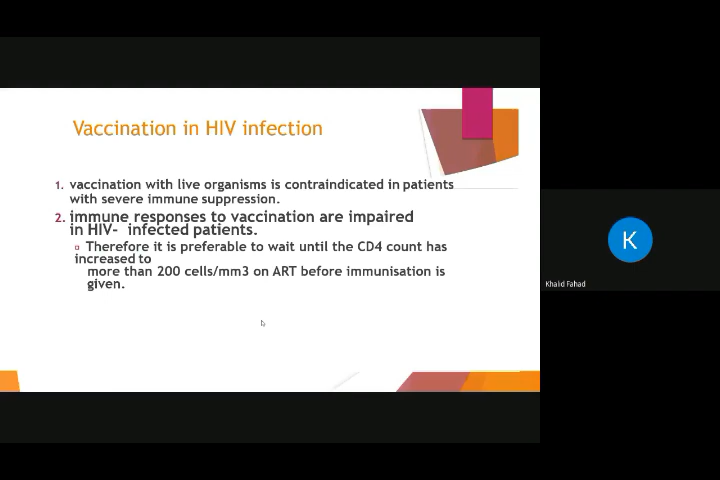 Vaccination in HIV infection
1. vaccination with live organisms is contraindicated in patients
with severe immune suppression.
2. immune responses to vaccination are impaired
in HIV- infected patients.
Therefore it is preferable to wait until the CD4 count has
increased to
more than 200 cells/mm3 on ART before immunisation is
given.
K
Khalid Fahad